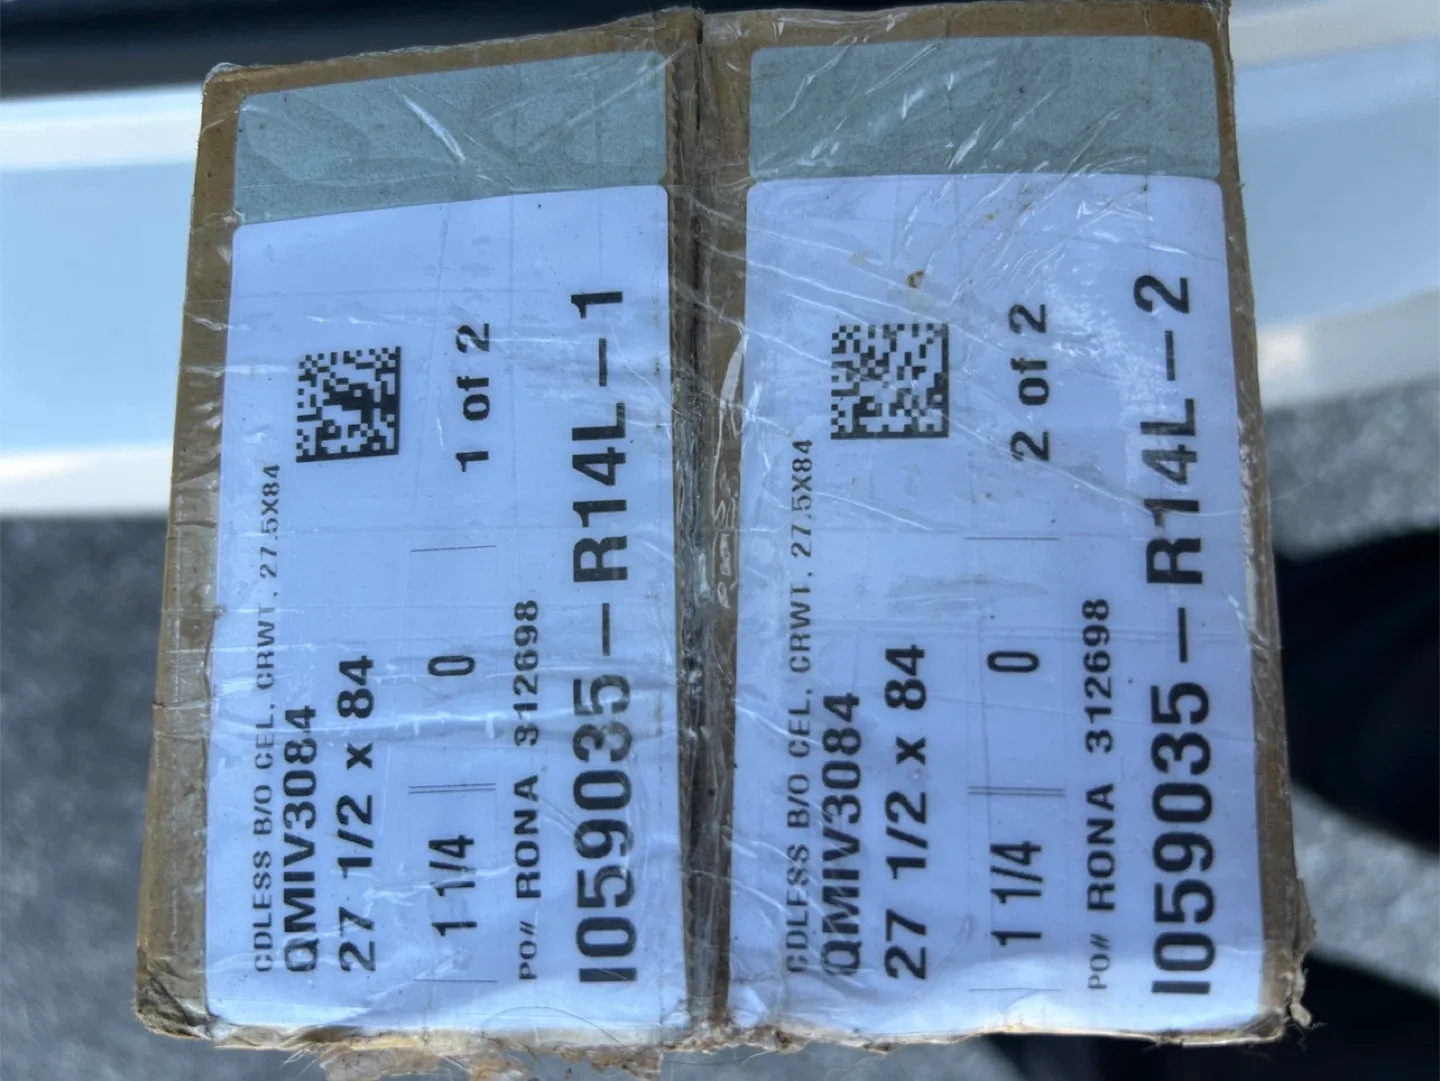 CDLESS B/O CEL, CRWT, 27.5X84
QMIV3084
27 1/2 x 84
1 1/4 0 1 of 2
PO# RONA 312698
I059035-R14L-1
CDLESS B/O CEL, CRWT, 27.5X84
QMIV3084
27 1/2 x 84
1 1/4 0 2 of 2
PO# RONA 312698
I059035-R14L-2